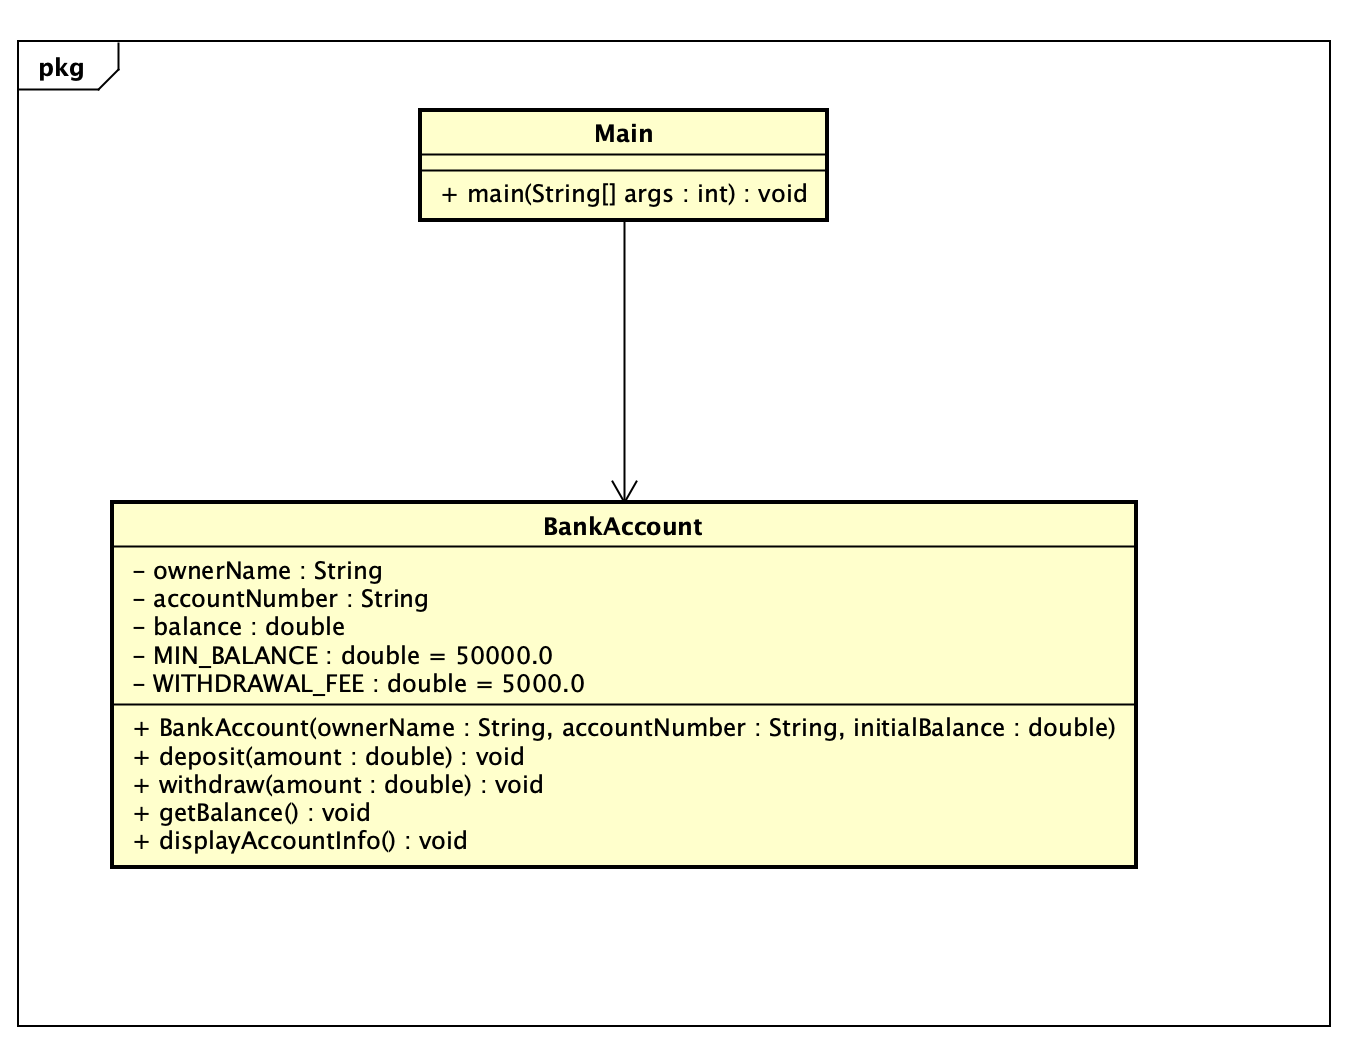 pkg
Main
+ main(String[] args : int) : void
BankAccount
- ownerName : String
- accountNumber : String
- balance : double
- MIN_BALANCE : double = 50000.0
- WITHDRAWAL_FEE : double = 5000.0
+ BankAccount(ownerName : String, accountNumber : String, initialBalance : double)
+ deposit(amount : double) : void
+ withdraw(amount : double) : void
+ getBalance() : void
+ displayAccountInfo() : void